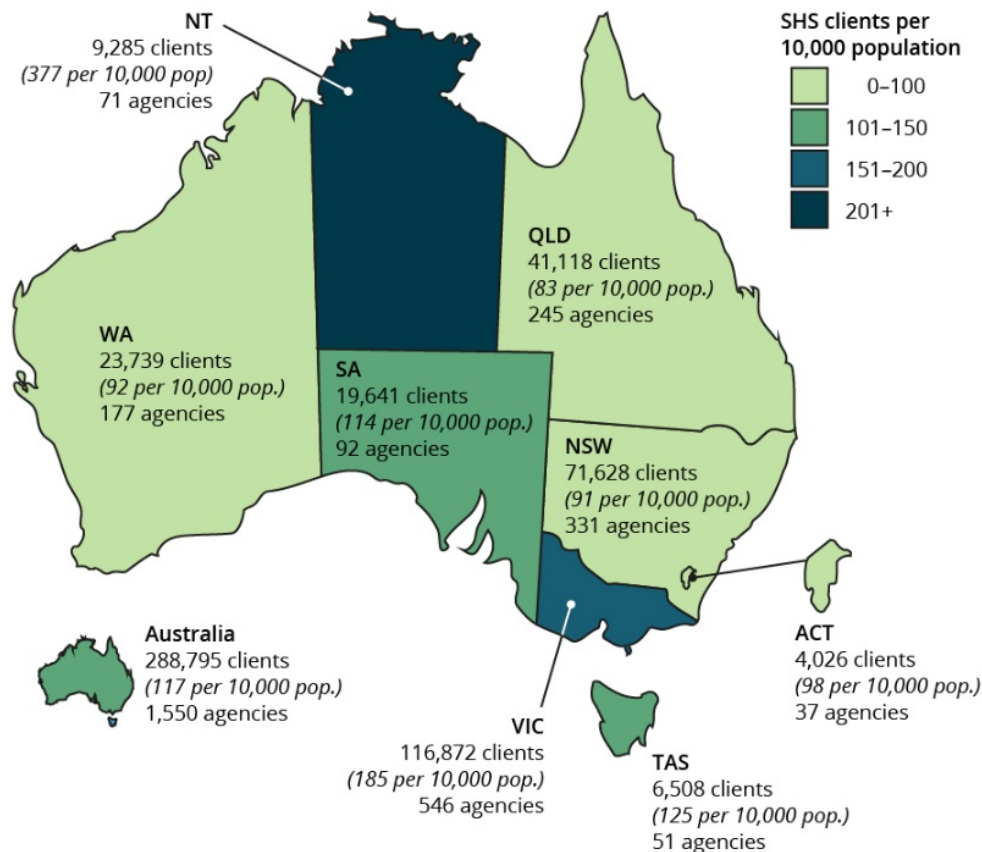 NT
9,285 clients
(377 per 10,000 pop)
71 agencies
SHS clients per
10,000 population
0–100
101–150
151–200
201+
QLD
41,118 clients
(83 per 10,000 pop.)
245 agencies
WA
23,739 clients
(92 per 10,000 pop.)
177 agencies
SA
19,641 clients
(114 per 10,000 pop.)
92 agencies
NSW
71,628 clients
(91 per 10,000 pop.)
331 agencies
Australia
288,795 clients
(117 per 10,000 pop.)
1,550 agencies
ACT
4,026 clients
(98 per 10,000 pop.)
37 agencies
VIC
116,872 clients
(185 per 10,000 pop.)
546 agencies
TAS
6,508 clients
(125 per 10,000 pop.)
51 agencies